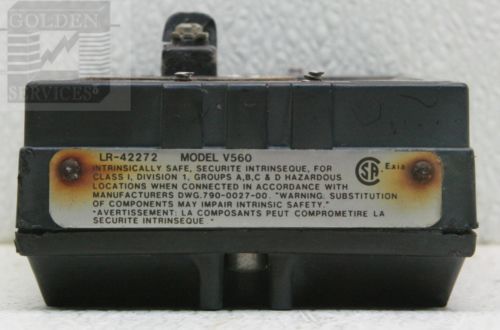 GOLDEN
SERVICES
LR-42272 MODEL V560
INTRINSICALLY SAFE, SECURITE INTRINSEQUE, FOR
CLASS I, DIVISION 1, GROUPS A,B,C & D HAZARDOUS
LOCATIONS WHEN CONNECTED IN ACCORDANCE WITH
MANUFACTURERS DWG.790-0027-00. "WARNING. SUBSTITUTION
OF COMPONENTS MAY IMPAIR INTRINSIC SAFETY."
"AVERTISSEMENT: LA COMPOSANTS PEUT COMPROMETIRE LA
SECURITE INTRINSEQUE "
SA Exia